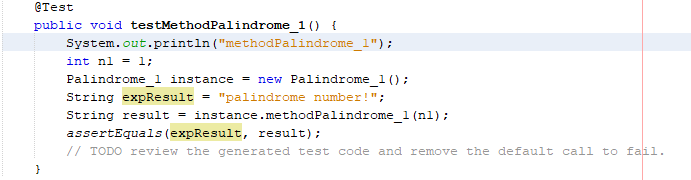 @Test
public void testMethodPalindrome_1() {
System.out.println("methodPalindrome_1");
int n1 = 1;
Palindrome_1 instance = new Palindrome_1();
String expResult = "palindrome number!";
String result = instance.methodPalindrome_1(n1);
assertEquals(expResult, result);
// TODO review the generated test code and remove the default call to fail.
}